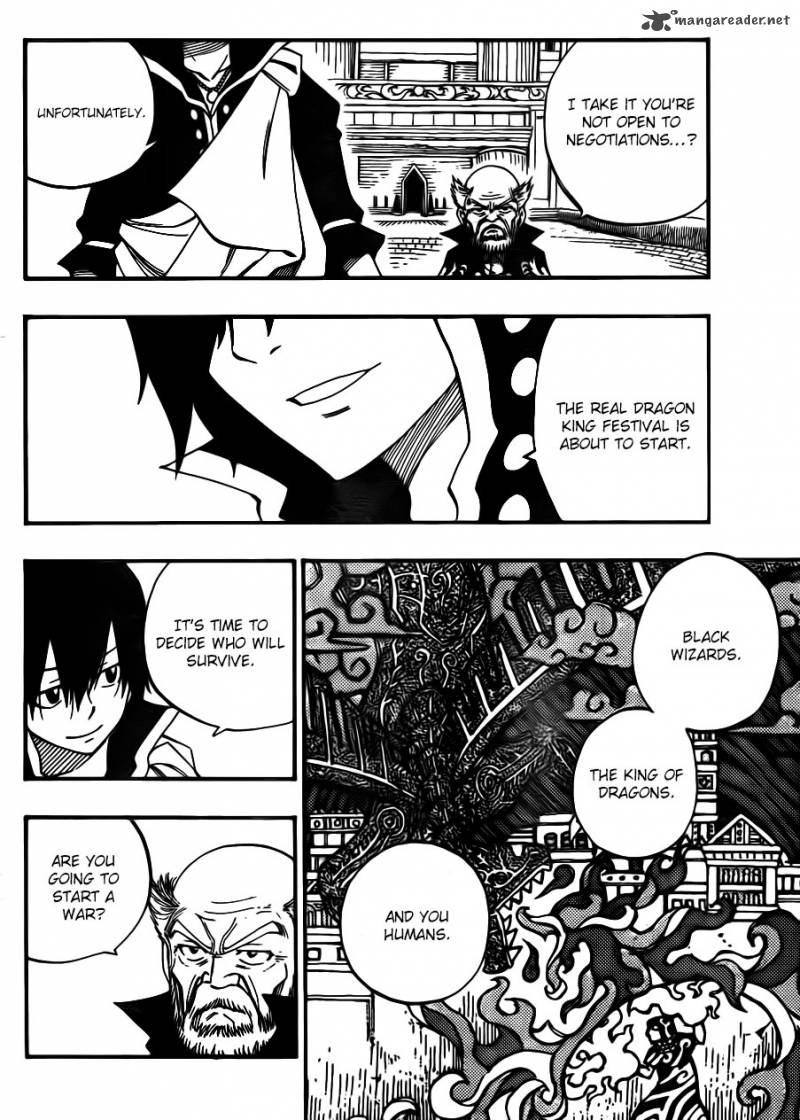 mangareader.net
I TAKE IT YOU'RE
NOT OPEN TO
NEGOTIATIONS...?
UNFORTUNATELY.
THE REAL DRAGON
KING FESTIVAL IS
ABOUT TO START.
IT'S TIME TO
DECIDE WHO WILL
SURVIVE.
BLACK
WIZARDS.
THE KING OF
DRAGONS.
AND YOU
HUMANS.
ARE YOU
GOING TO
START A
WAR?